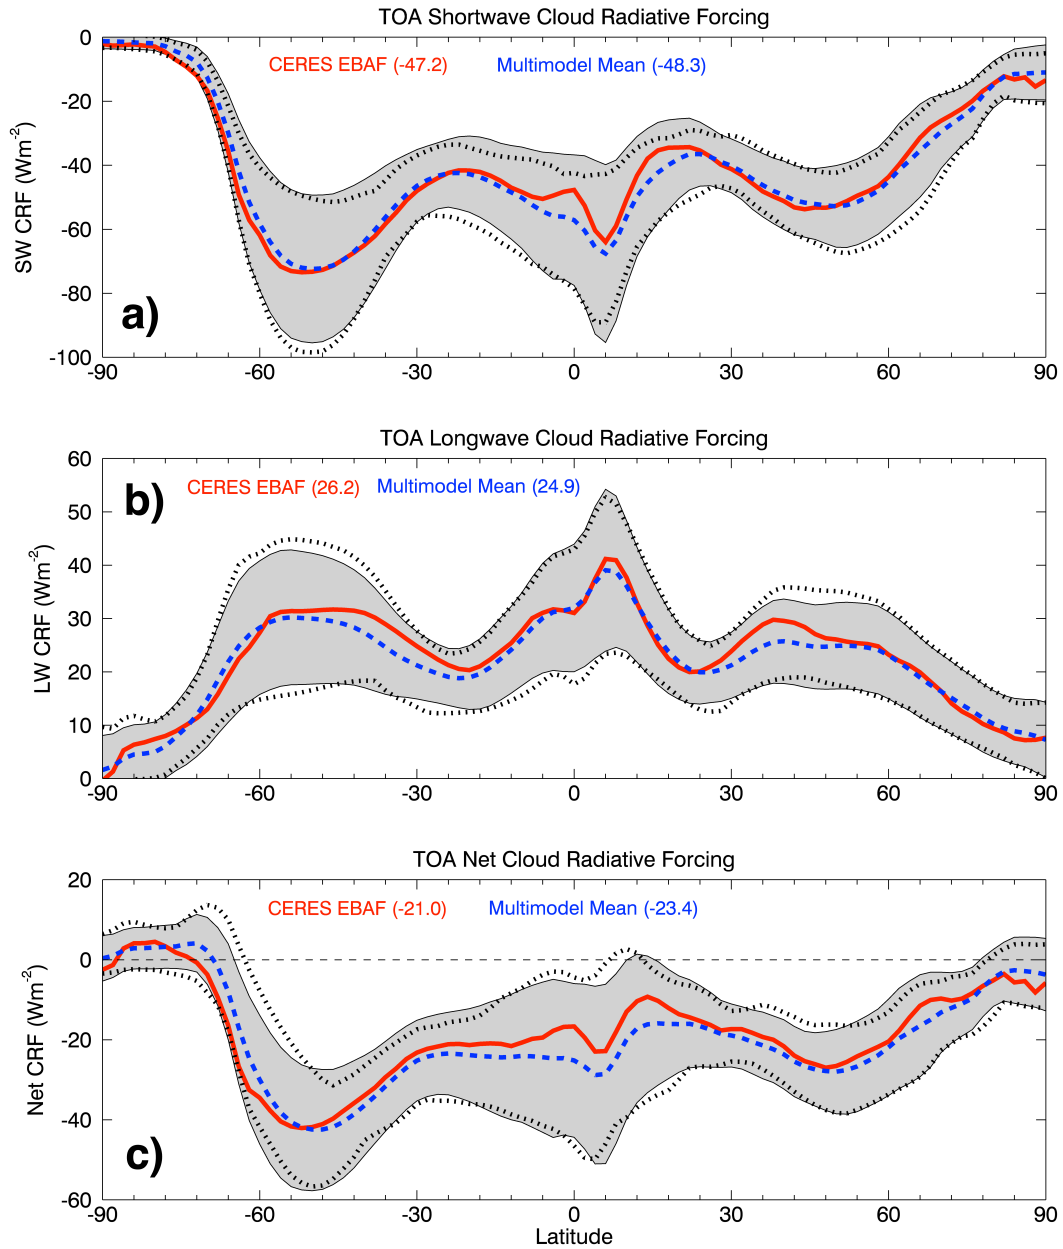 TOA Shortwave Cloud Radiative Forcing
CERES EBAF (-47.2) Multimodel Mean (-48.3)
SW CRF (Wm-2)
0
-20
-40
-60
-80
-100
a)
-90 -60 -30 0 30 60 90
TOA Longwave Cloud Radiative Forcing
b)
CERES EBAF (26.2) Multimodel Mean (24.9)
LW CRF (Wm-2)
60
50
40
30
20
10
0
-90 -60 -30 0 30 60 90
TOA Net Cloud Radiative Forcing
CERES EBAF (-21.0) Multimodel Mean (-23.4)
Net CRF (Wm-2)
20
0
-20
-40
-60
c)
-90 -60 -30 0 30 60 90
Latitude